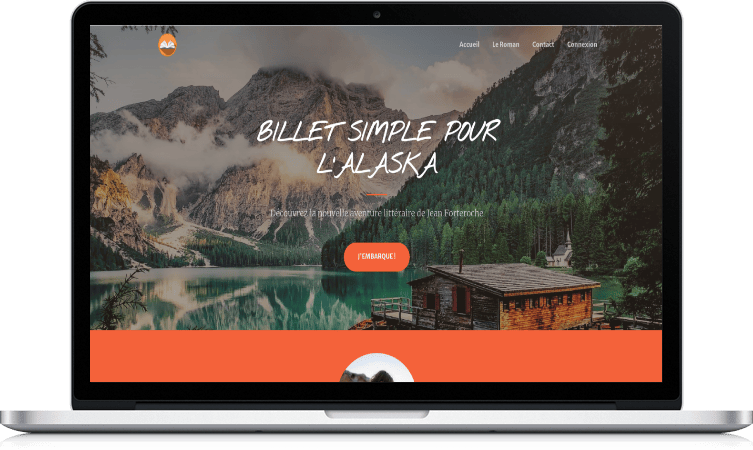 Accueil Le Roman Contact Connexion
BILLET SIMPLE POUR
L'ALASKA
Découvrez la nouvelle aventure littéraire de Jean Forteroche
J'EMBARQUE!